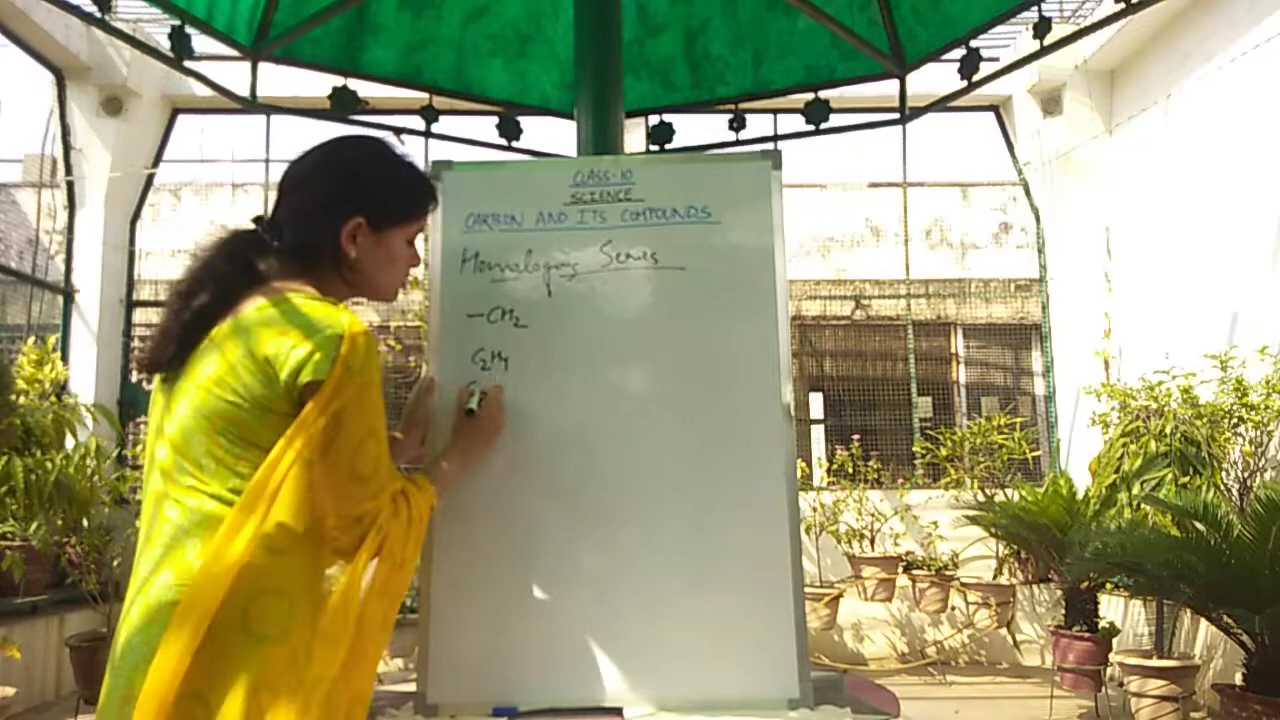 CLASS-10
SCIENCE
CARBON AND ITS COMPOUNDS
Homologous Series
-CH₂
C₂H₄